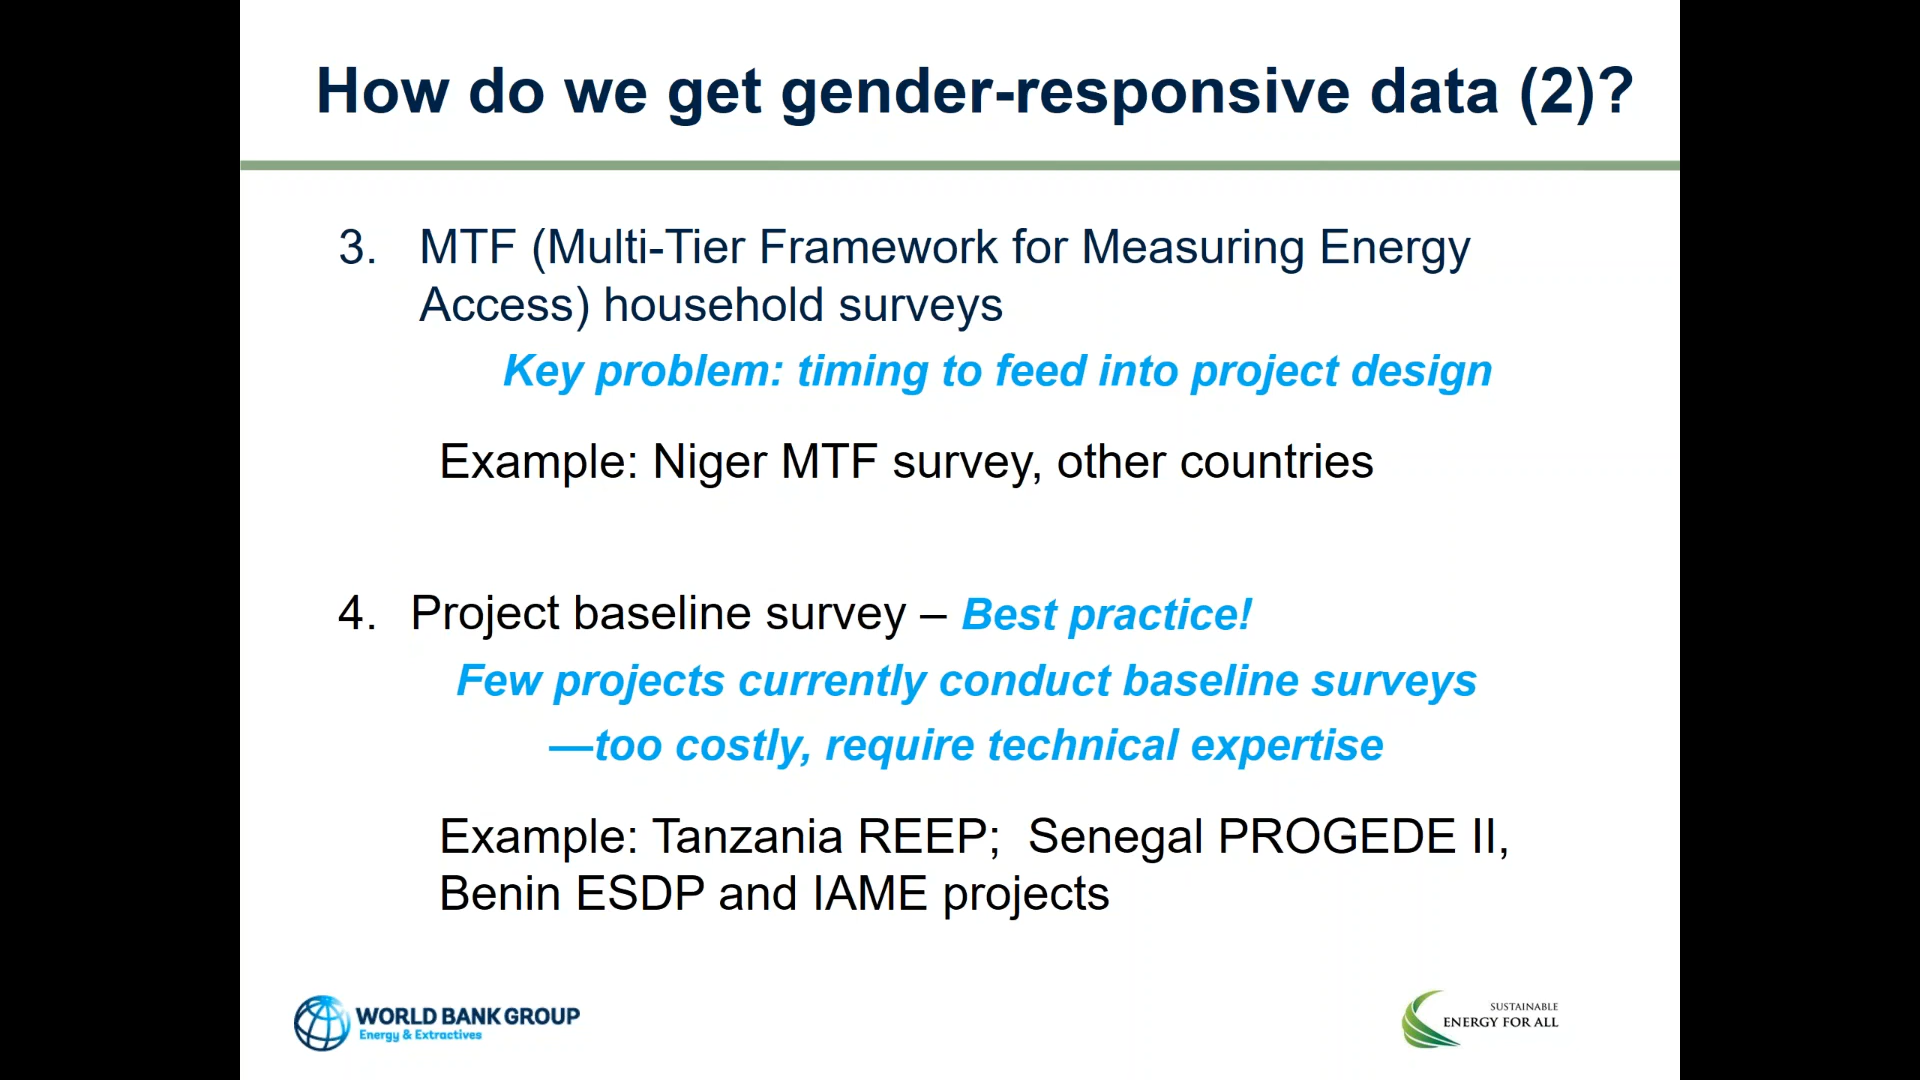 How do we get gender-responsive data (2)?
3. MTF (Multi-Tier Framework for Measuring Energy
Access) household surveys
Key problem: timing to feed into project design
Example: Niger MTF survey, other countries
4. Project baseline survey – Best practice!
Few projects currently conduct baseline surveys
—too costly, require technical expertise
Example: Tanzania REEP;  Senegal PROGEDE II,
Benin ESDP and IAME projects
WORLD BANK GROUP
Energy & Extractives
SUSTAINABLE
ENERGY FOR ALL